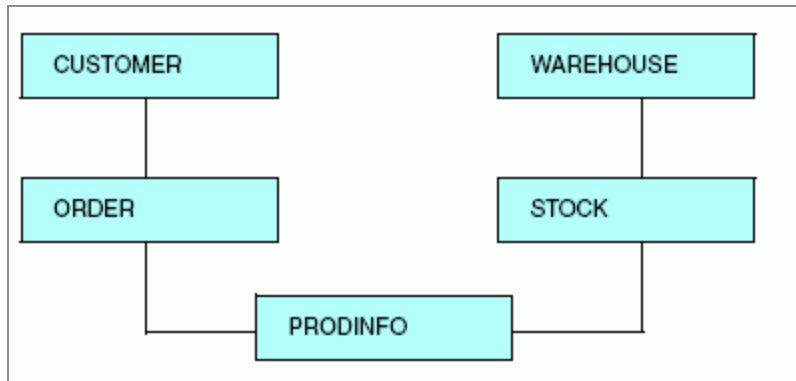 CUSTOMER
WAREHOUSE
ORDER
STOCK
PRODINFO